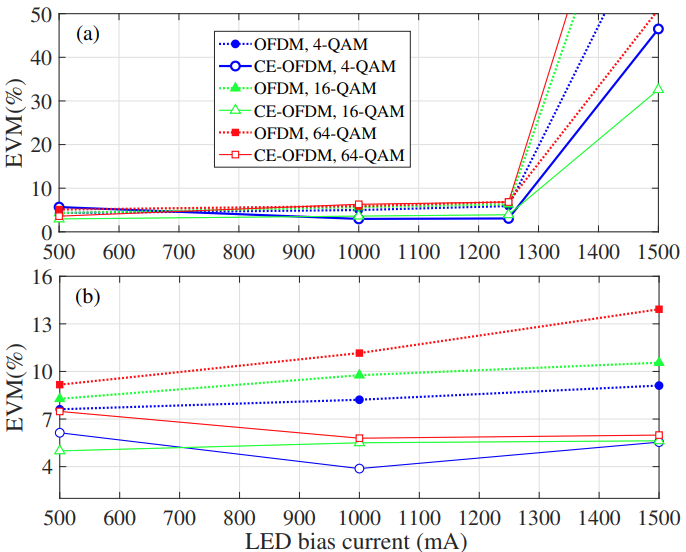 50
40
30
20
10
0
EVM(%)
(a)
OFDM, 4-QAM
CE-OFDM, 4-QAM
OFDM, 16-QAM
CE-OFDM, 16-QAM
OFDM, 64-QAM
CE-OFDM, 64-QAM
500 600 700 800 900 1000 1100 1200 1300 1400 1500
16
13
10
7
4
EVM(%)
(b)
500 600 700 800 900 1000 1100 1200 1300 1400 1500
LED bias current (mA)